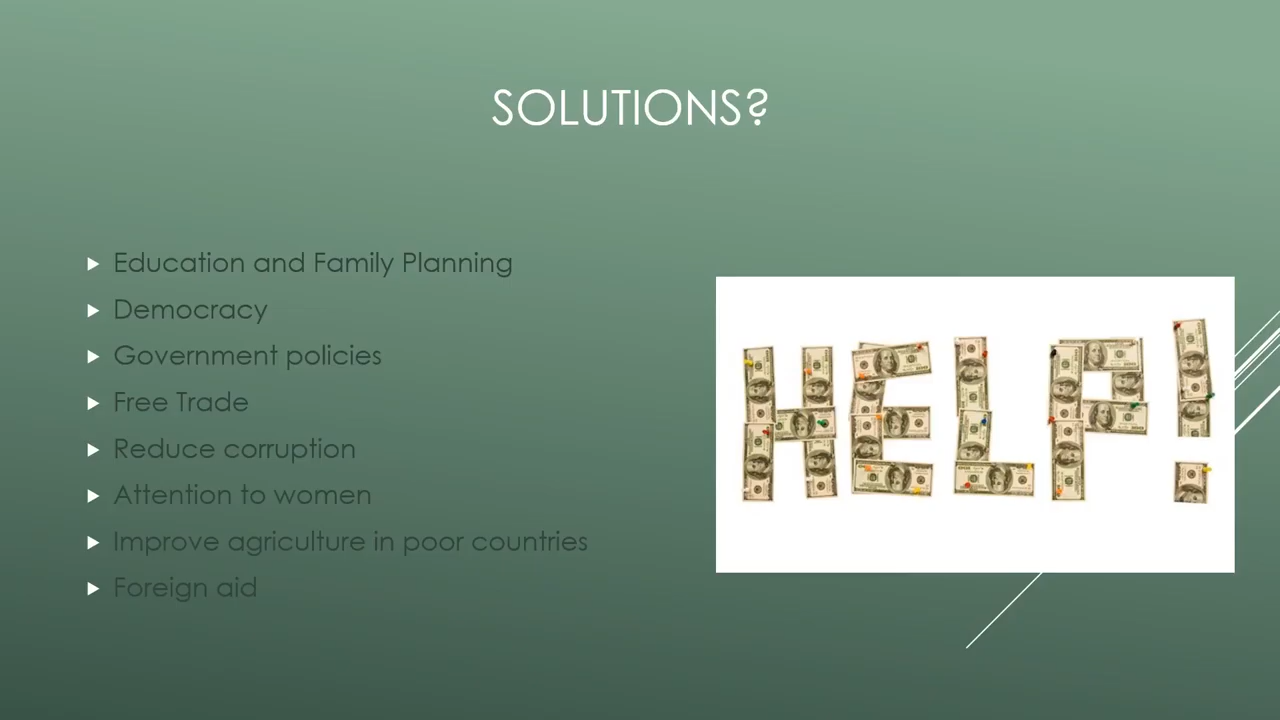 SOLUTIONS?
Education and Family Planning
Democracy
Government policies
Free Trade
Reduce corruption
Attention to women
Improve agriculture in poor countries
Foreign aid
HELP!